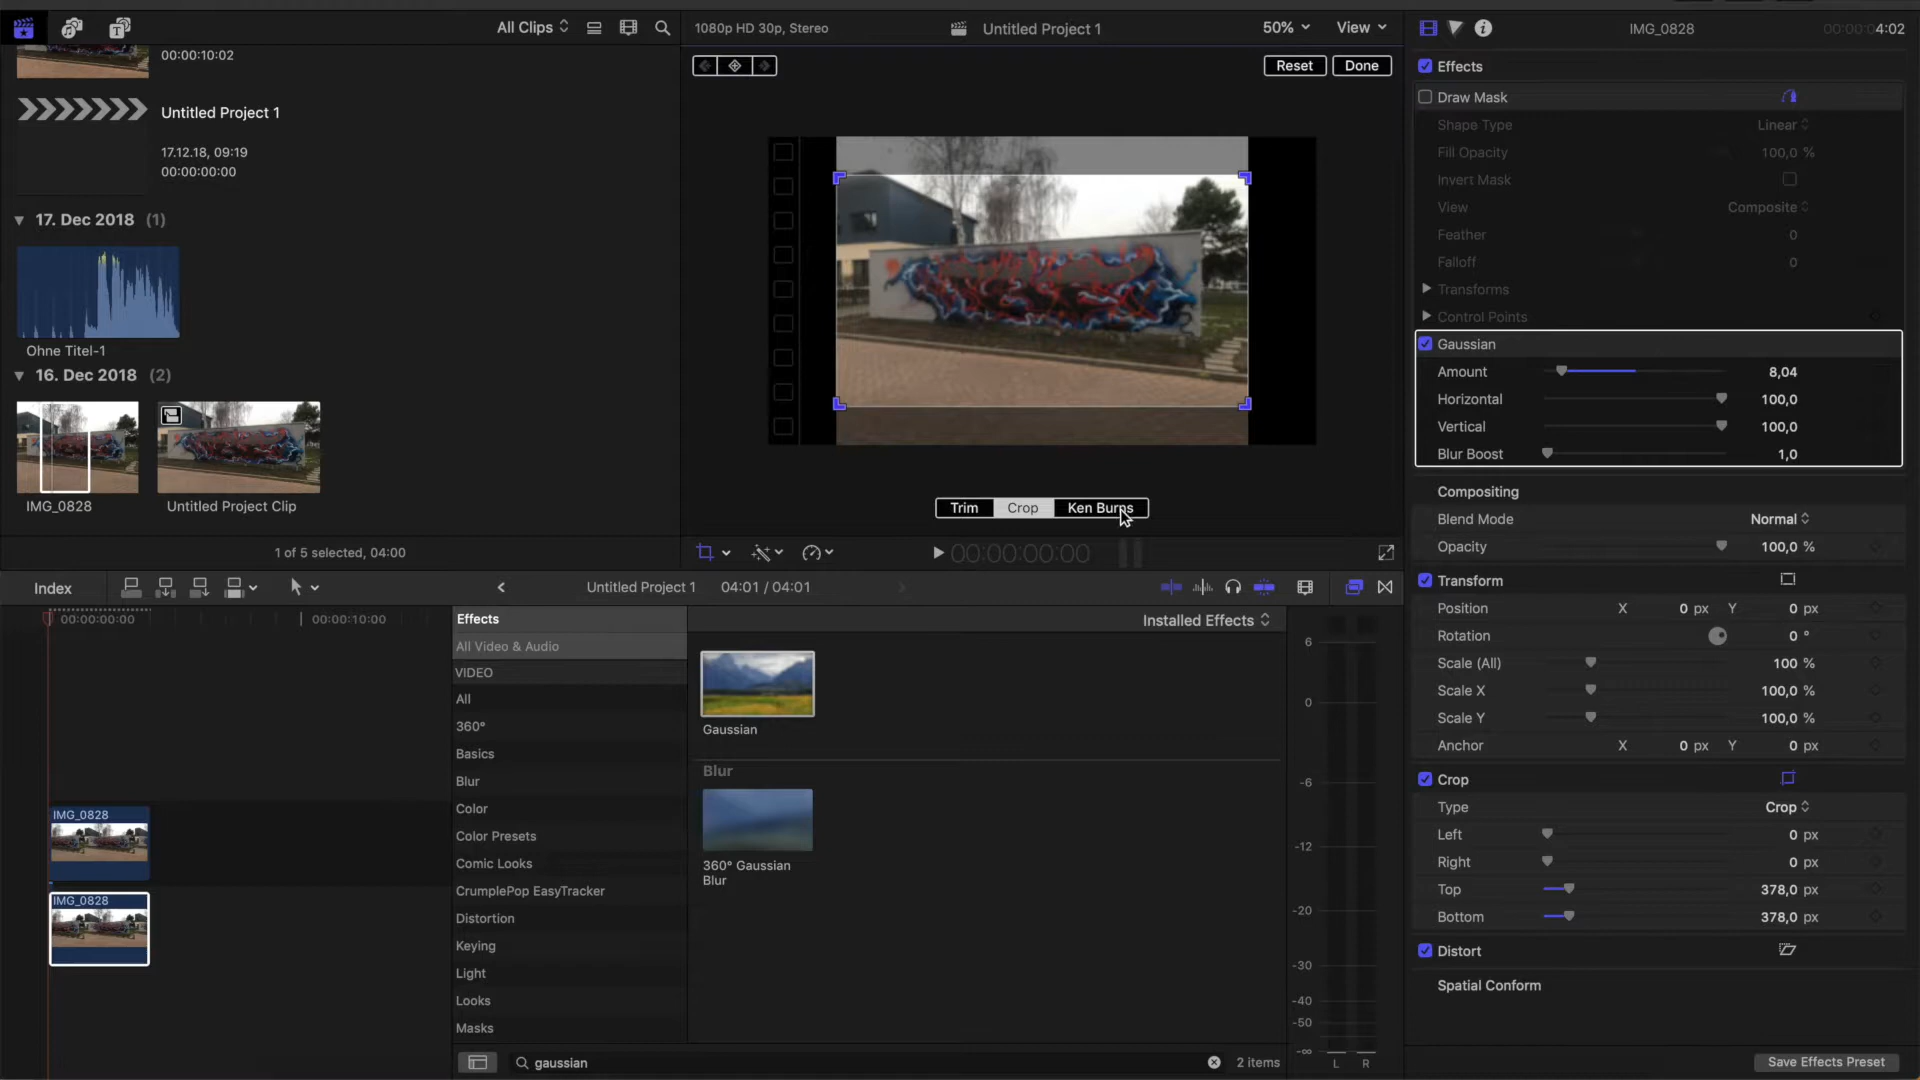 All Clips
1080p HD 30p, Stereo
Untitled Project 1
50%
View
IMG_0828
00:00:04:02
00:00:10:02
Reset
Done
Effects
Draw Mask
Shape Type
Linear
Fill Opacity
100,0 %
Invert Mask
View
Composite
Feather
0
Falloff
0
Transforms
Control Points
Gaussian
Amount
8,04
Horizontal
100,0
Vertical
100,0
Blur Boost
1,0
Compositing
Blend Mode
Normal
Opacity
100,0 %
Transform
Position
X
0 px
Y
0 px
Rotation
0 °
Scale (All)
100 %
Scale X
100,0 %
Scale Y
100,0 %
Anchor
X
0 px
Y
0 px
Crop
Type
Crop
Left
0 px
Right
0 px
Top
378,0 px
Bottom
378,0 px
Distort
Spatial Conform
Save Effects Preset
Untitled Project 1
17.12.18, 09:19
00:00:00:00
17. Dec 2018 (1)
Ohne Titel-1
16. Dec 2018 (2)
IMG_0828
Untitled Project Clip
1 of 5 selected, 04:00
Trim
Crop
Ken Burns
00:00:00:00
Index
Untitled Project 1
04:01 / 04:01
00:00:00:00
00:00:10:00
IMG_0828
IMG_0828
Effects
All Video & Audio
VIDEO
All
360°
Basics
Blur
Color
Color Presets
Comic Looks
CrumplePop EasyTracker
Distortion
Keying
Light
Looks
Masks
Installed Effects
Gaussian
Blur
360° Gaussian
Blur
gaussian
2 items
6
0
-6
-12
-20
-30
-40
-50
-∞
L
R